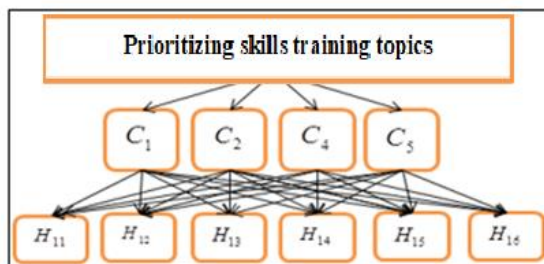 Prioritizing skills training topics
C₁ C₂ C₄ C₅
H₁₁ H₁₂ H₁₃ H₁₄ H₁₅ H₁₆